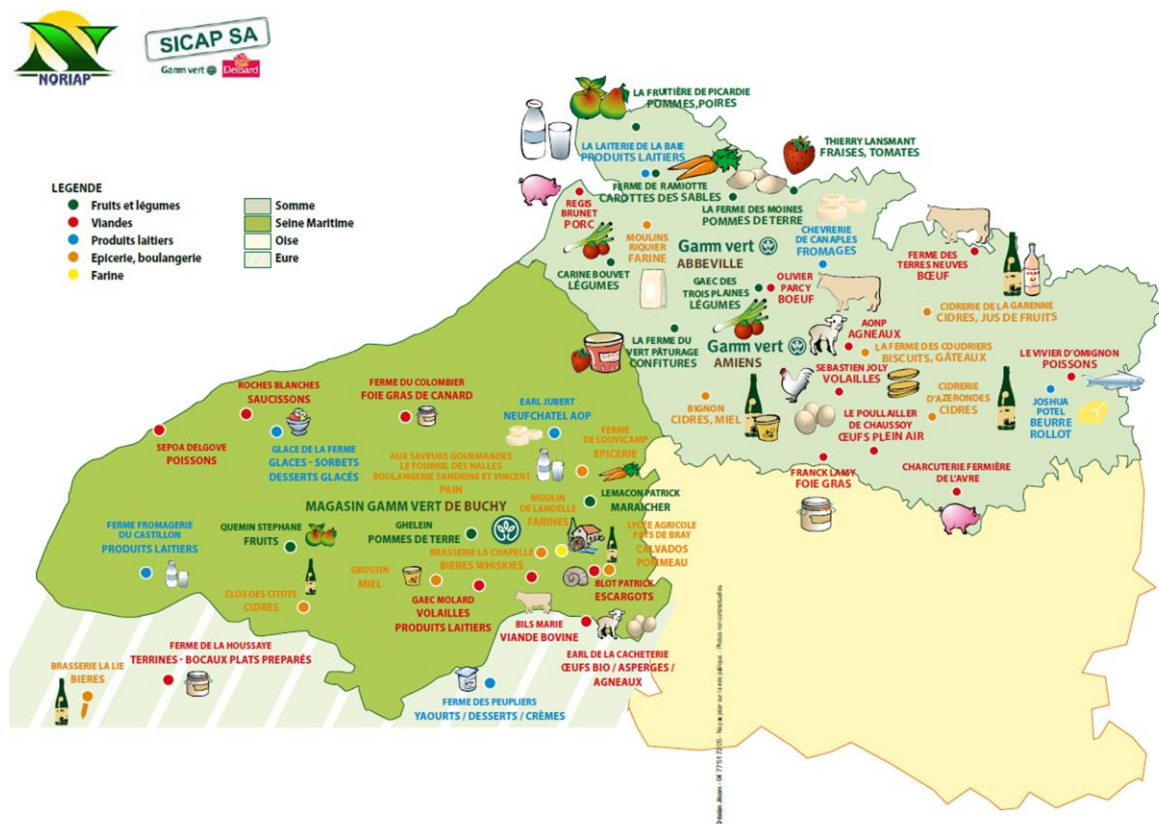 NORIAP
SICAP SA
Gamm vert
Delbard
LEGENDE
Fruits et légumes
Viandes
Produits laitiers
Epicerie, boulangerie
Farine
Somme
Seine Maritime
Oise
Eure
LA FRUITIÈRE DE PICARDIE
POMMES,POIRES
LA LAITERIE DE LA BAIE
PRODUITS LAITIERS
THIERRY LANSMANT
FRAISES, TOMATES
FERME DE RAMIOTTE
CAROTTES DES SABLES
REGIS
BRUNET
PORC
LA FERME DES MOINES
POMMES DE TERRE
MOULINS
RIQUIER
FARINE
Gamm vert
ABBEVILLE
CHEVRERIE
DE CANAPLES
FROMAGES
FERME DES
TERRES NEUVES
BŒUF
CARINE BOUVET
LÉGUMES
GAEC DES
TROIS PLAINES
LÉGUMES
OLIVIER
PARCY
BOEUF
CIDRERIE DE LA GARENNE
CIDRES, JUS DE FRUITS
AONP
AGNEAUX
LA FERME DU
VERT PÂTURAGE
CONFITURES
Gamm vert
AMIENS
LA FERME DES COUDRIERS
BISCUITS, GÂTEAUX
LE VIVIER D'OMIGNON
POISSONS
SEBASTIEN JOLY
VOLAILLES
CIDRERIE
D'AZERONDES
CIDRES
JOSHUA
POTEL
BEURRE
ROLLOT
BIGNON
CIDRES, MIEL
LE POULLAILER
DE CHAUSSOY
ŒUFS PLEIN AIR
FRANCK LAMY
FOIE GRAS
CHARCUTERIE FERMIÈRE
DE L'AVRE
ROCHES BLANCHES
SAUCISSONS
FERME DU COLOMBIER
FOIE GRAS DE CANARD
EARL JUBERT
NEUFCHATEL AOP
SEPOA DELGOVE
POISSONS
GLACE DE LA FERME
GLACES - SORBETS
DESSERTS GLACÉS
FERME
DE LOUVICAMP
EPICERIE
AUX SAVEURS GOURMANDES
LE FOURNIL DES HALLES
BOULANGERIE SANDRINE ET VINCENT
PAIN
MAGASIN GAMM VERT DE BUCHY
MOULIN
DE LANDELLE
FARINES
LEMACON PATRICK
MARAICHER
FERME FROMAGERIE
DU CASTILLON
PRODUITS LAITIERS
QUEMIN STEPHANE
FRUITS
GHELEIN
POMMES DE TERRE
LYCÉE AGRICOLE
PAYS DE BRAY
CALVADOS
POMMEAU
BRASSERIE LA CHAPELLE
BIERES WHISKIES
GROSSIN
MIEL
CLOS DES CITOTS
CIDRES
GAEC MOLARD
VOLAILLES
PRODUITS LAITIERS
BLOT PATRICK
ESCARGOTS
BILS MARIE
VIANDE BOVINE
FERME DE LA HOUSSAYE
TERRINES - BOCAUX PLATS PREPARÉS
EARL DE LA CACHETERIE
ŒUFS BIO / ASPERGES /
AGNEAUX
BRASSERIE LA LIE
BIERES
FERME DES PEUPLIERS
YAOURTS / DESSERTS / CRÈMES